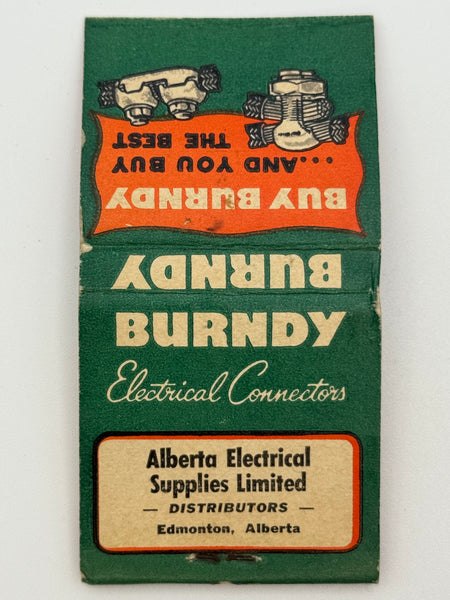 BUY BURNDY
...AND YOU BUY
THE BEST
BURNDY
BURNDY
Electrical Connectors
Alberta Electrical
Supplies Limited
— DISTRIBUTORS —
Edmonton, Alberta